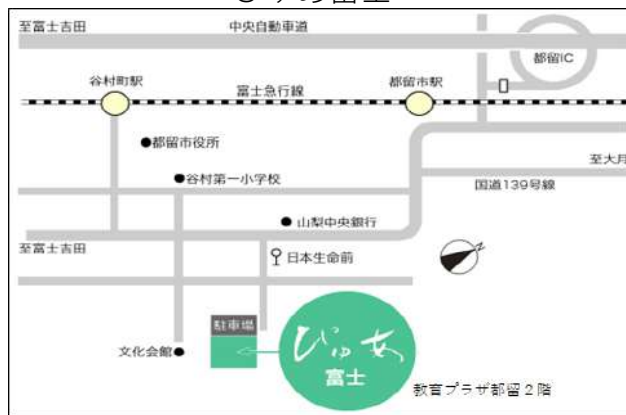 至富士吉田
中央自動車道
都留IC
谷村町駅
富士急行線
都留市駅
●都留市役所
至大月
●谷村第一小学校
国道139号線
●山梨中央銀行
至富士吉田
日本生命前
駐車場
ぴゅあ
富士
文化会館●
教育プラザ都留2階